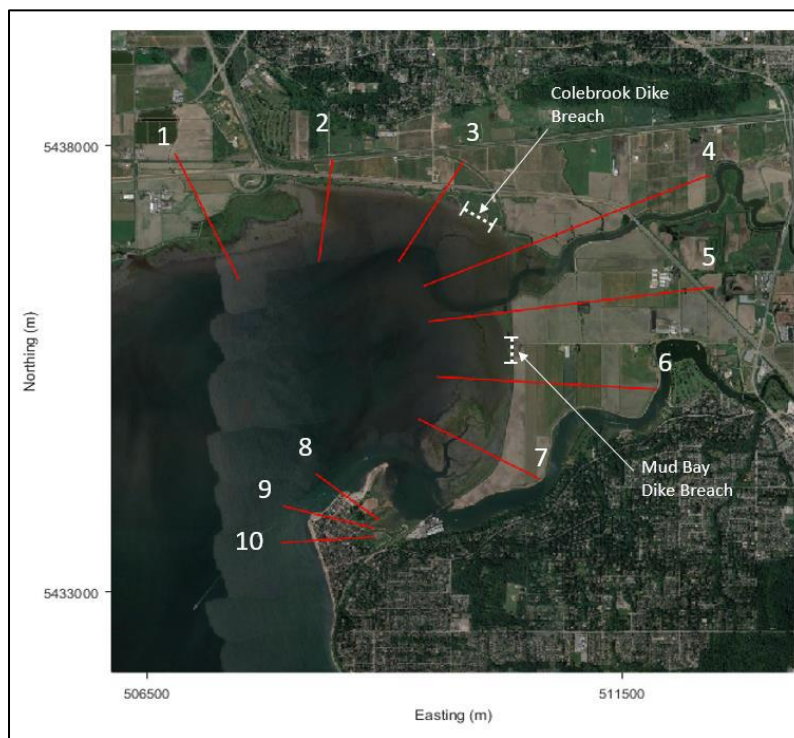 Colebrook Dike
Breach
1
2
3
4
5438000
5
Northing (m)
6
8
7
Mud Bay
Dike Breach
9
10
5433000
506500
511500
Easting (m)